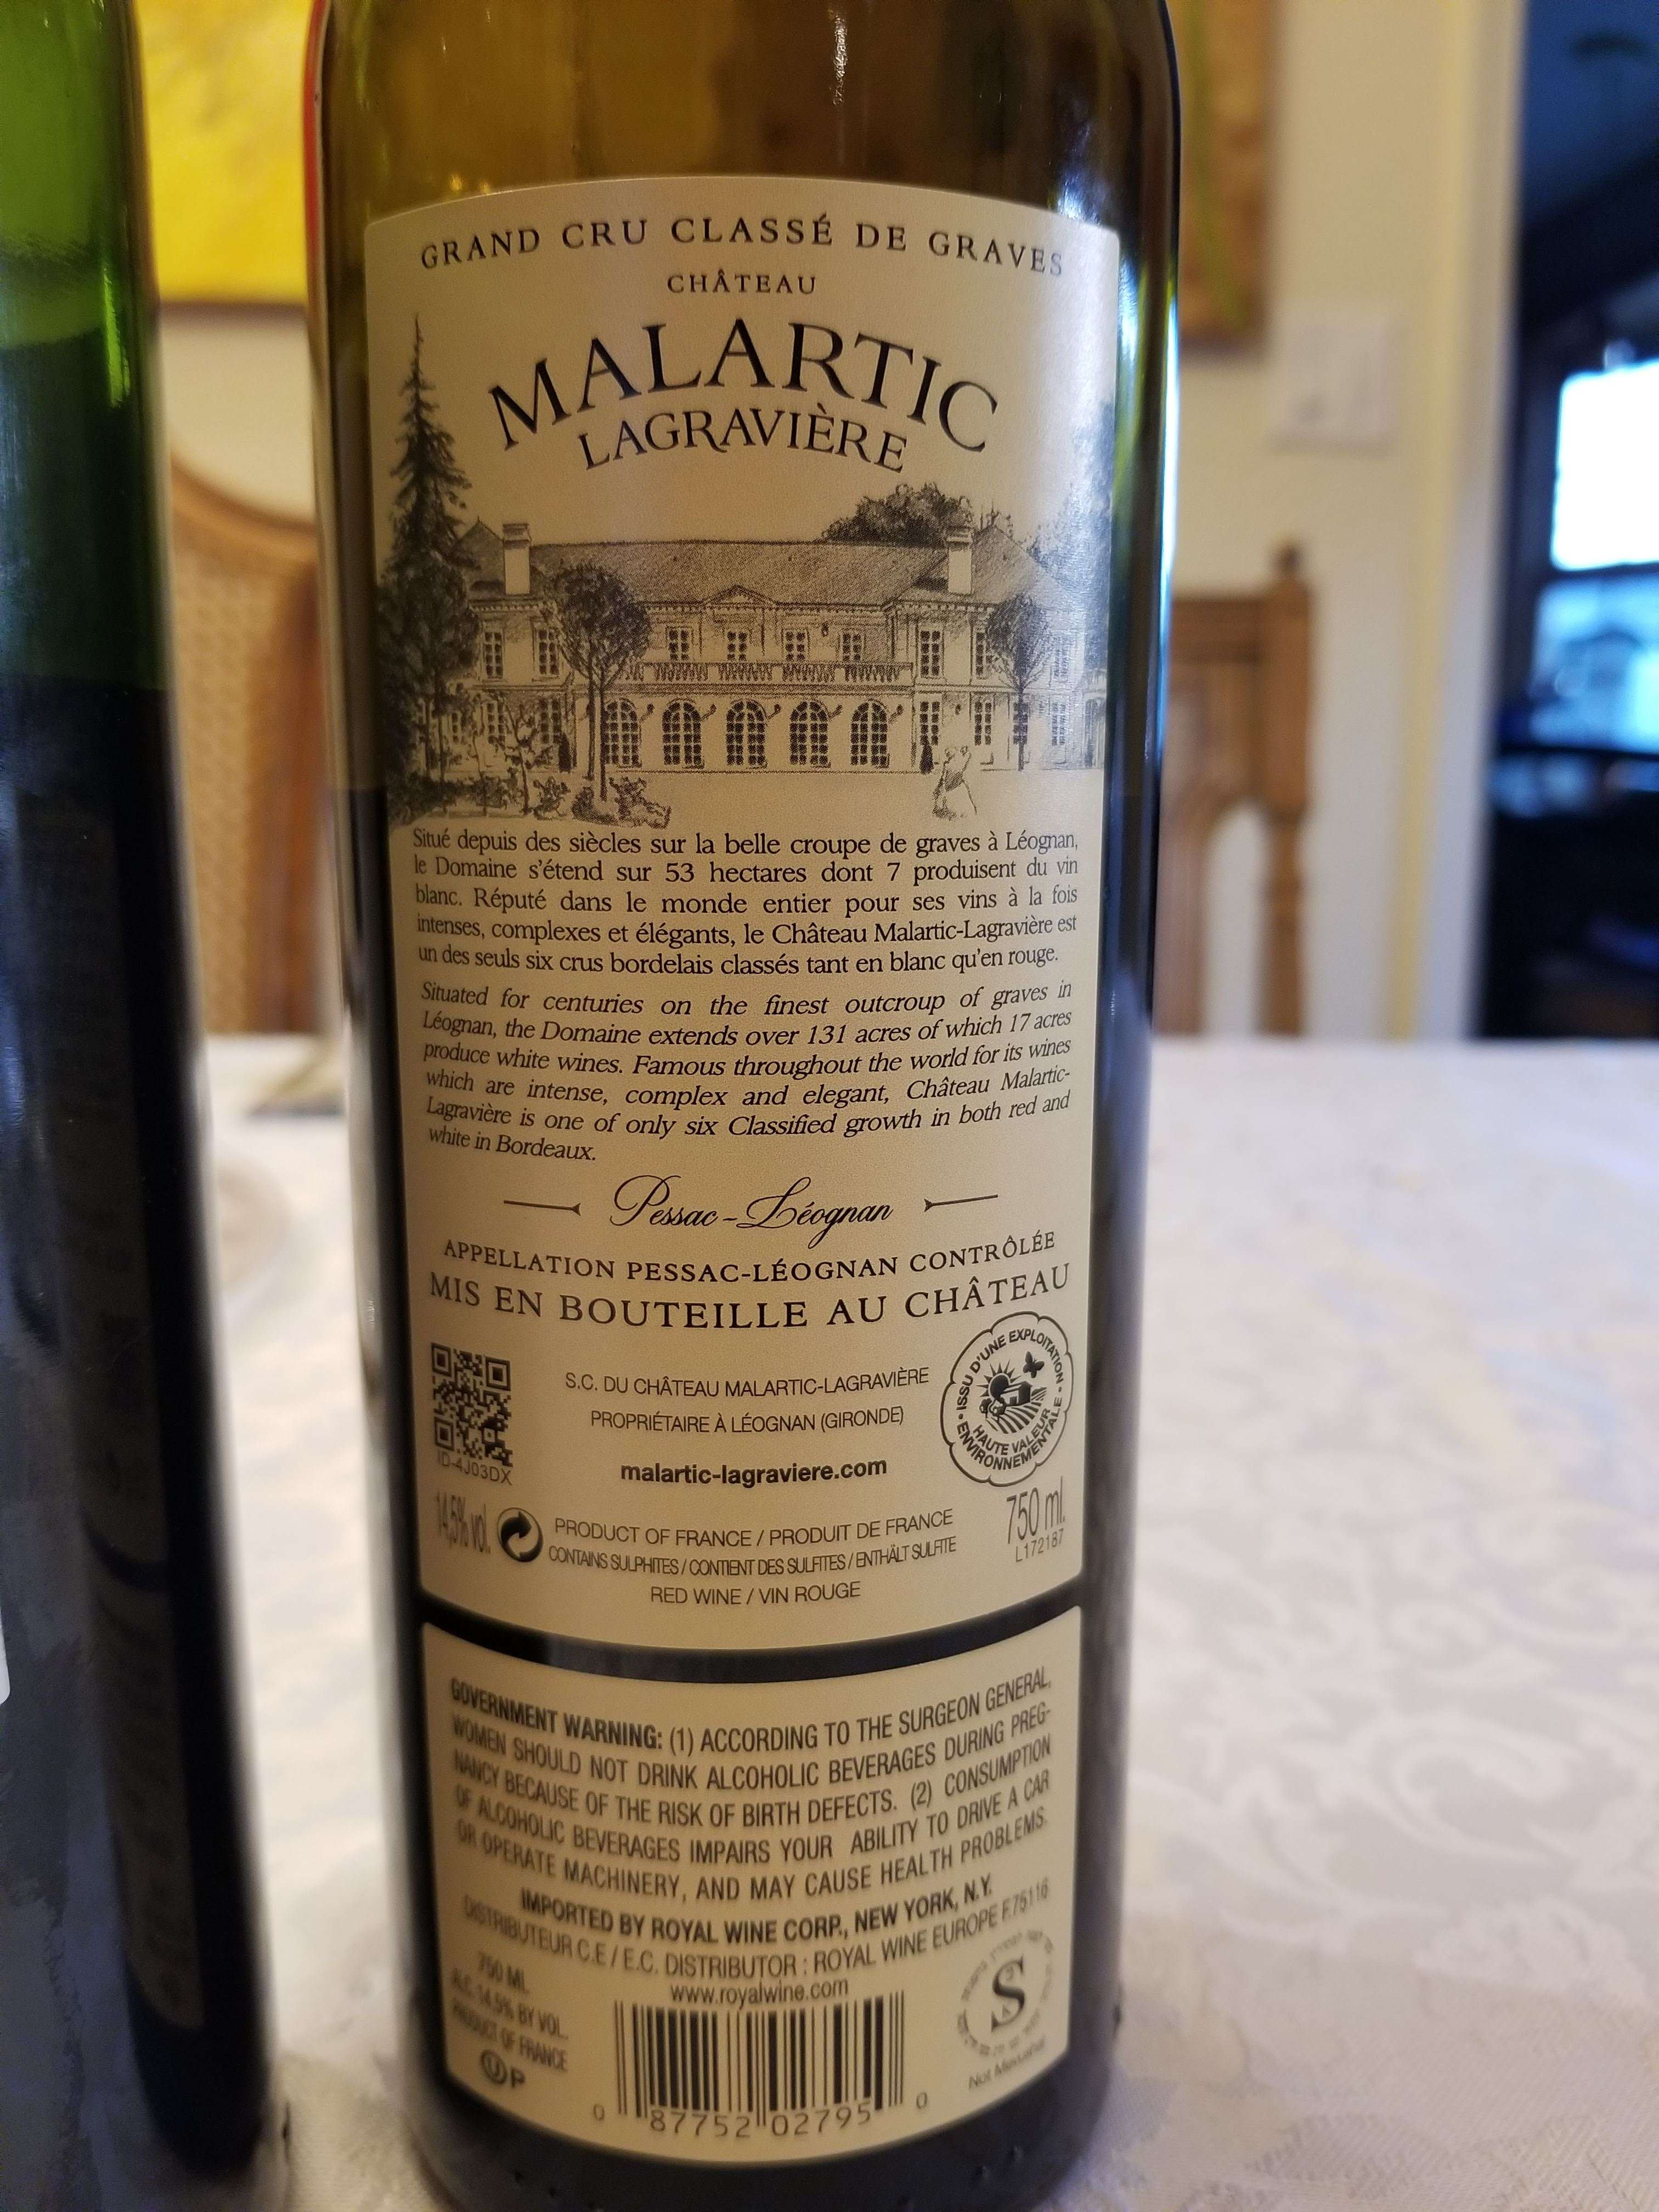 GRAND CRU CLASSÉ DE GRAVES
CHÂTEAU
MALARTIC
LAGRAVIÈRE
Situé depuis des siècles sur la belle croupe de graves à Léognan,
le Domaine s'étend sur 53 hectares dont 7 produisent du vin
blanc. Réputé dans le monde entier pour ses vins à la fois
intenses, complexes et élégants, le Château Malartic-Lagravière est
un des seuls six crus bordelais classés tant en blanc qu'en rouge.
Situated for centuries on the finest outcroup of graves in
Léognan, the Domaine extends over 131 acres of which 17 acres
produce white wines. Famous throughout the world for its wines
which are intense, complex and elegant, Château Malartic-
Lagravière is one of only six Classified growth in both red and
white in Bordeaux.
Pessac-Léognan
APPELLATION PESSAC-LÉOGNAN CONTRÔLÉE
MIS EN BOUTEILLE AU CHÂTEAU
ISSU D'UNE EXPLOITATION
HAUTE VALEUR
ENVIRONNEMENTALE
S.C. DU CHÂTEAU MALARTIC-LAGRAVIÈRE
PROPRIÉTAIRE À LÉOGNAN (GIRONDE)
ID-4J03DX
malartic-lagraviere.com
14,5% vol.
PRODUCT OF FRANCE / PRODUIT DE FRANCE
750 ml.
CONTAINS SULPHITES / CONTIENT DES SULFITES / ENTHÄLT SULFITE
L172187
RED WINE / VIN ROUGE
GOVERNMENT WARNING: (1) ACCORDING TO THE SURGEON GENERAL,
WOMEN SHOULD NOT DRINK ALCOHOLIC BEVERAGES DURING PREG-
NANCY BECAUSE OF THE RISK OF BIRTH DEFECTS. (2) CONSUMPTION
OF ALCOHOLIC BEVERAGES IMPAIRS YOUR ABILITY TO DRIVE A CAR
OR OPERATE MACHINERY, AND MAY CAUSE HEALTH PROBLEMS.
IMPORTED BY ROYAL WINE CORP., NEW YORK, N.Y.
DISTRIBUTEUR C.E / E.C. DISTRIBUTOR : ROYAL WINE EUROPE F.75116
www.royalwine.com
750 ML
ALC. 14.5% BY VOL.
PRODUCT OF FRANCE
U P
S
Not Mevushal
0 87752 02795 0